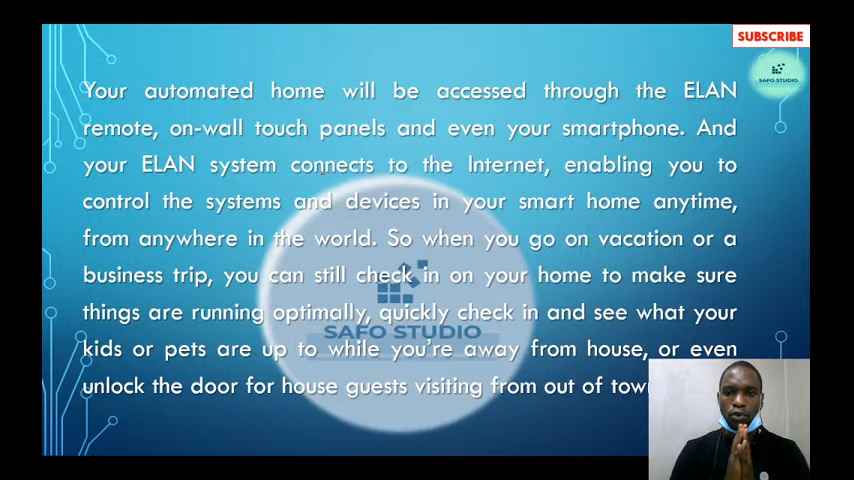 SUBSCRIBE
SAFO STUDIO
Your automated home will be accessed through the ELAN
remote, on-wall touch panels and even your smartphone. And
your ELAN system connects to the Internet, enabling you to
control the systems and devices in your smart home anytime,
from anywhere in the world. So when you go on vacation or a
business trip, you can still check in on your home to make sure
things are running optimally, quickly check in and see what your
kids or pets are up to while you're away from house, or even
unlock the door for house guests visiting from out of
SAFO STUDIO